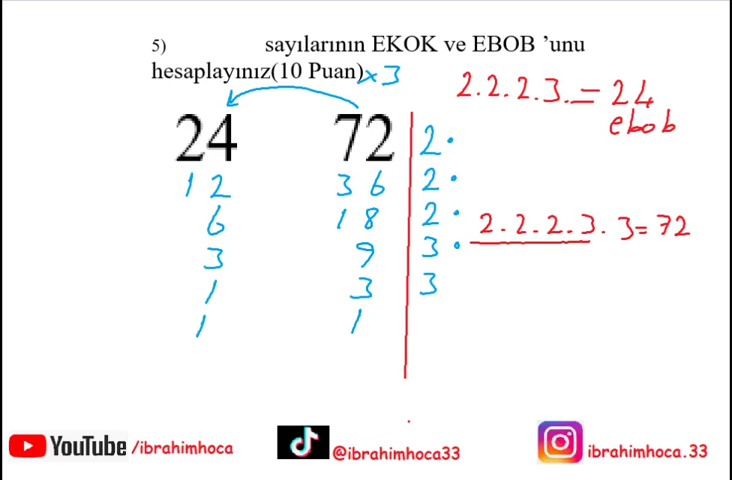 5) sayılarının EKOK ve EBOB ’unu
hesaplayınız(10 Puan) x3
2.2.2.3.=24
ebob
24 72 2.
12 36 2.
6 18 2.
2.2.2.3.3=72
3 9 3.
1 3 3
1 1
YouTube /ibrahimhoca
@ibrahimhoca33
ibrahimhoca.33